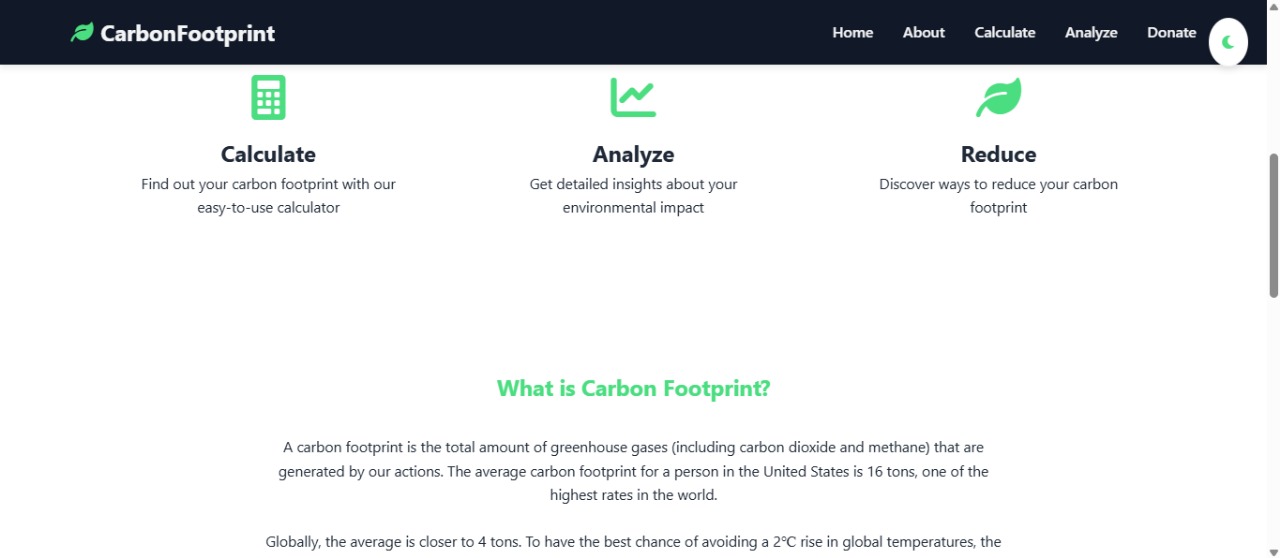 CarbonFootprint
Home
About
Calculate
Analyze
Donate
Calculate
Find out your carbon footprint with our
easy-to-use calculator
Analyze
Get detailed insights about your
environmental impact
Reduce
Discover ways to reduce your carbon
footprint
What is Carbon Footprint?
A carbon footprint is the total amount of greenhouse gases (including carbon dioxide and methane) that are
generated by our actions. The average carbon footprint for a person in the United States is 16 tons, one of the
highest rates in the world.
Globally, the average is closer to 4 tons. To have the best chance of avoiding a 2℃ rise in global temperatures, the